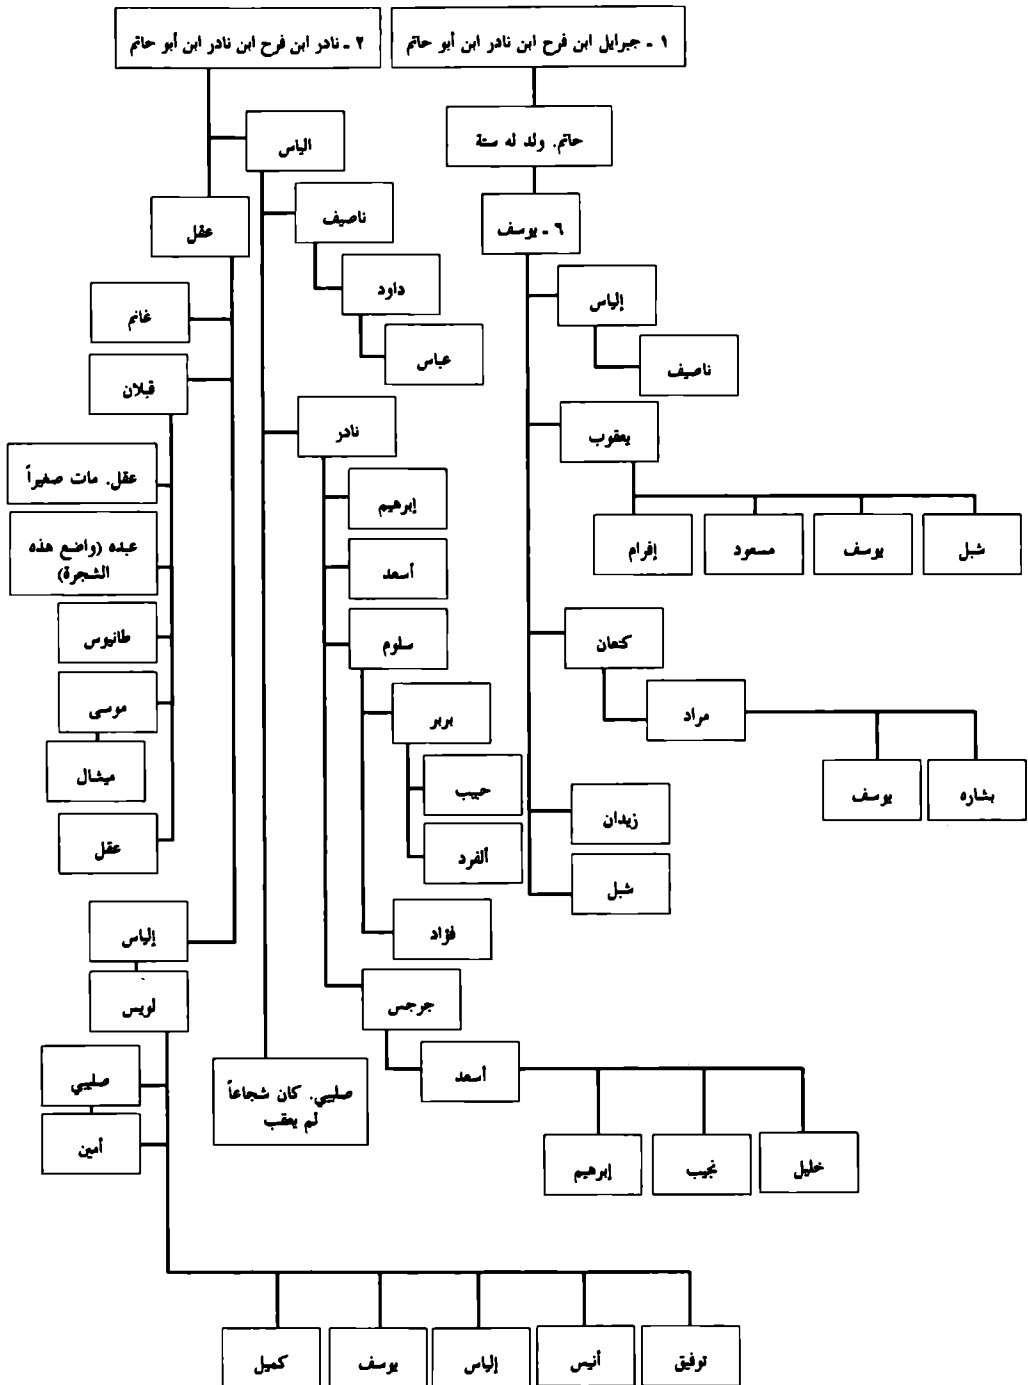 ١ ـ جبرايل ابن فرح ابن نادر ابن أبو حاتم
حاتم. ولد له ستة
٦ ـ يوسف
إلياس
ناصيف
يعقوب
شبل
يوسف
مسعود
إفرام
كنعان
مراد
بشاره
يوسف
زيدان
شبل
٢ ـ نادر ابن فرح ابن نادر ابن أبو حاتم
الياس
ناصيف
داود
عباس
نادر
إبرهيم
أسعد
سلوم
بربر
حبيب
ألفرد
فؤاد
جرجس
أسعد
خليل
نجيب
إبرهيم
صليبي. كان شجاعاً
لم يعقب
عقل
غانم
قبلان
عقل. مات صغيراً
عبده (واضع هذه
الشجرة)
طانيوس
موسى
ميشال
عقل
إلياس
لويس
صليبي
أمين
توفيق
أنيس
إلياس
يوسف
كميل